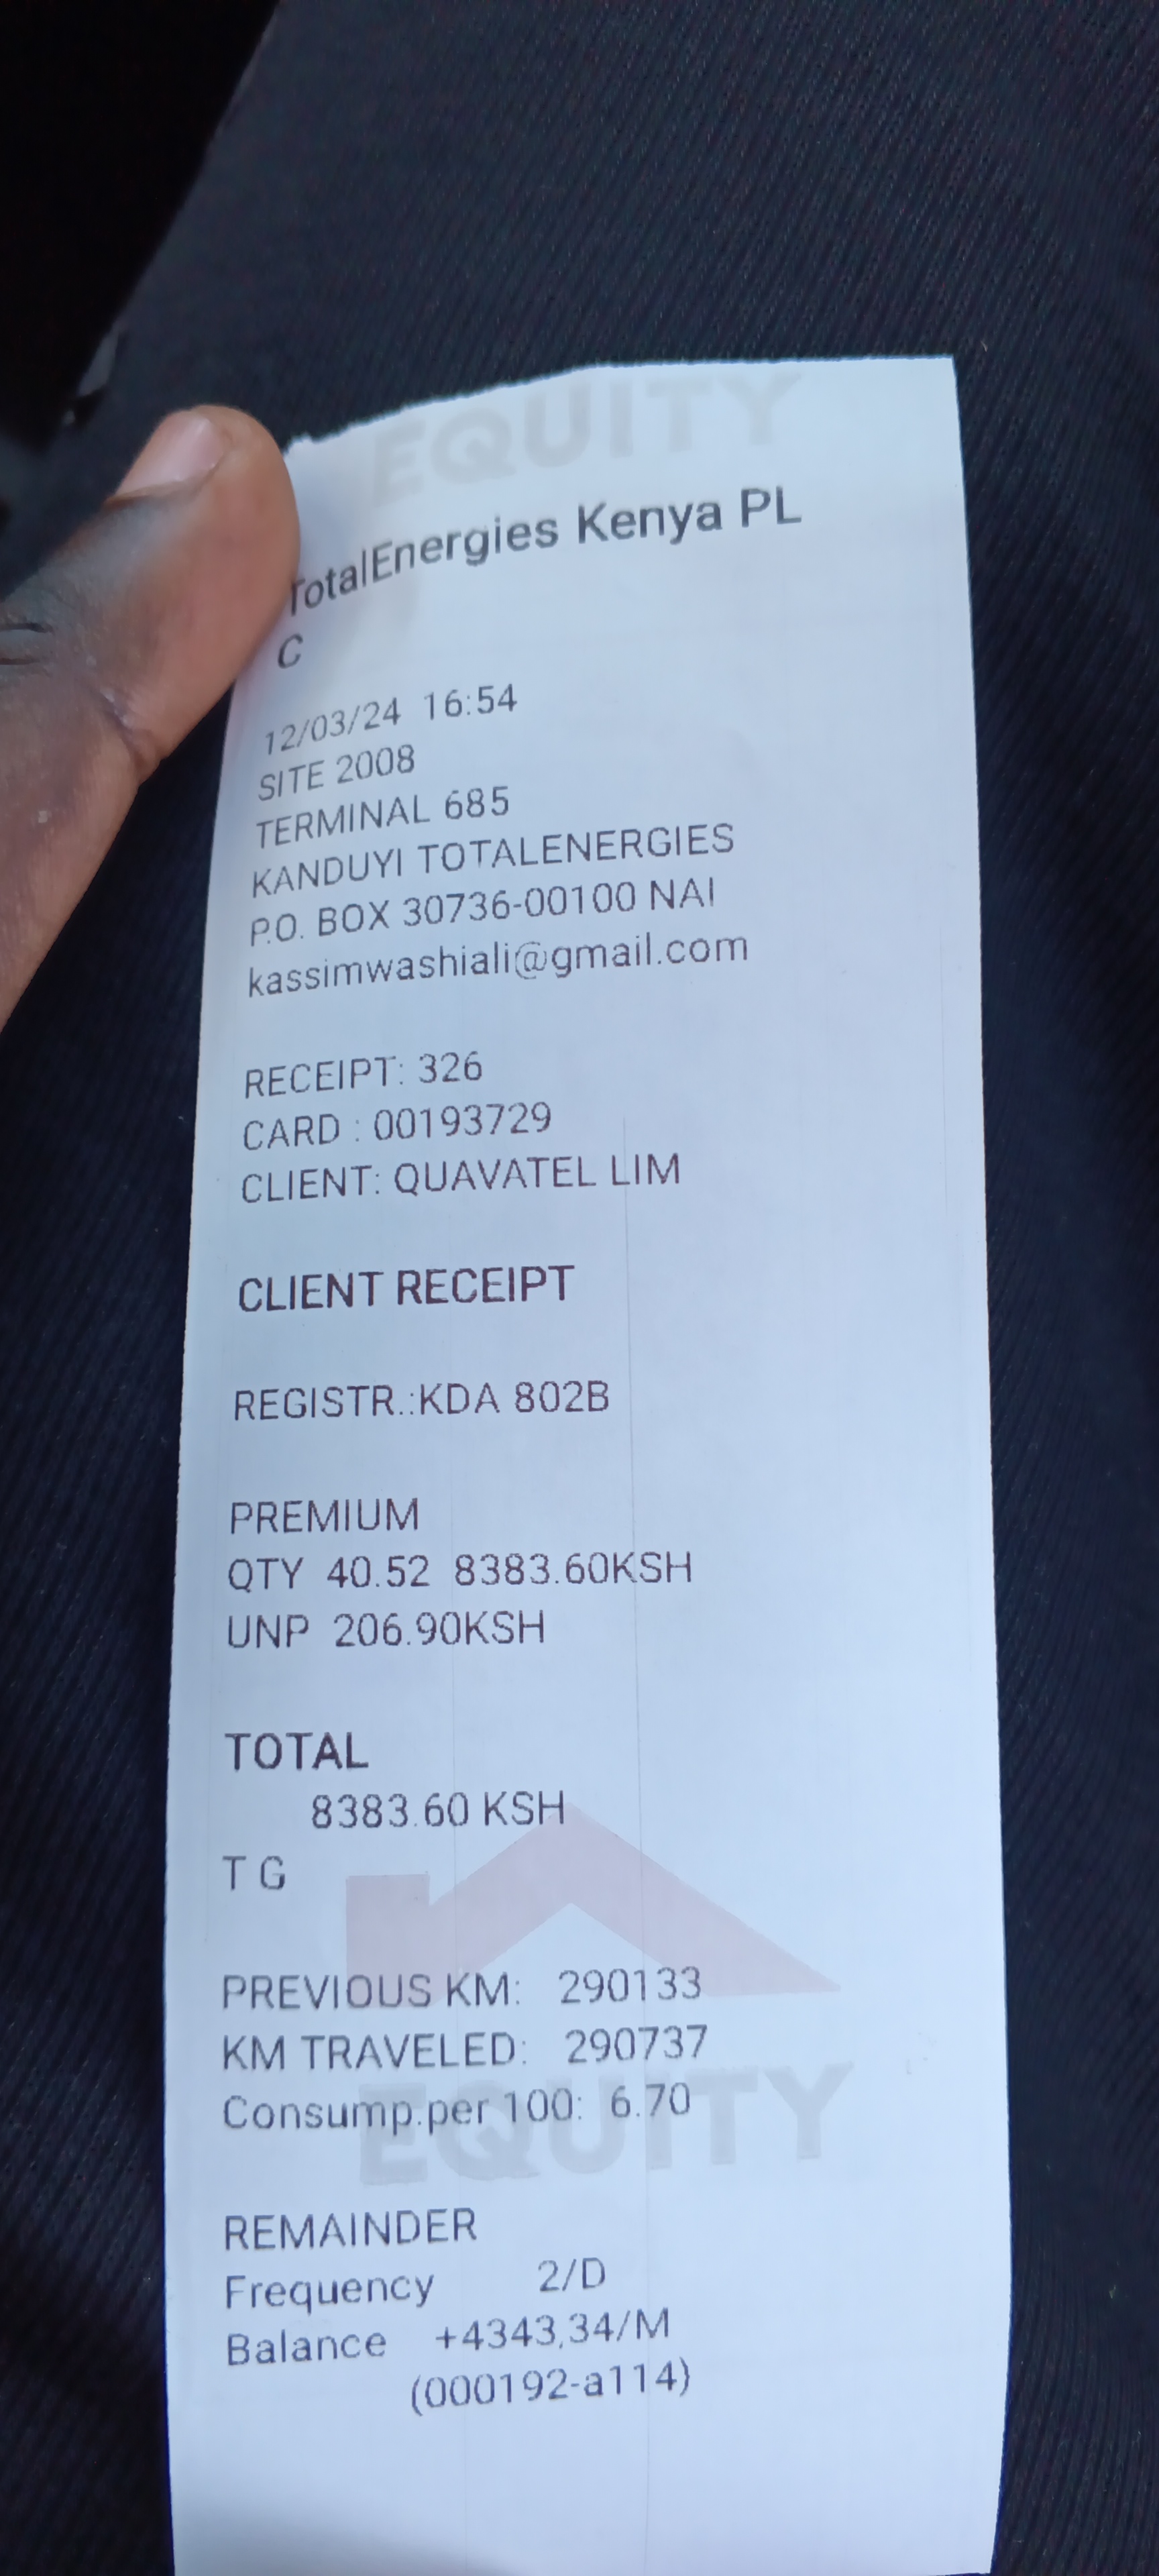 EQUITY
TotalEnergies Kenya PL
C
12/03/24 16:54
SITE 2008
TERMINAL 685
KANDUYI TOTALENERGIES
P.O. BOX 30736-00100 NAI
kassimwashiali@gmail.com
RECEIPT: 326
CARD : 00193729
CLIENT: QUAVATEL LIM
CLIENT RECEIPT
REGISTR.:KDA 802B
PREMIUM
QTY 40.52 8383.60KSH
UNP 206.90KSH
TOTAL
8383.60 KSH
T G
PREVIOUS KM: 290133
KM TRAVELED: 290737
Consump.per 100: 6.70
EQUITY
REMAINDER
Frequency 2/D
Balance +4343,34/M
(000192-a114)